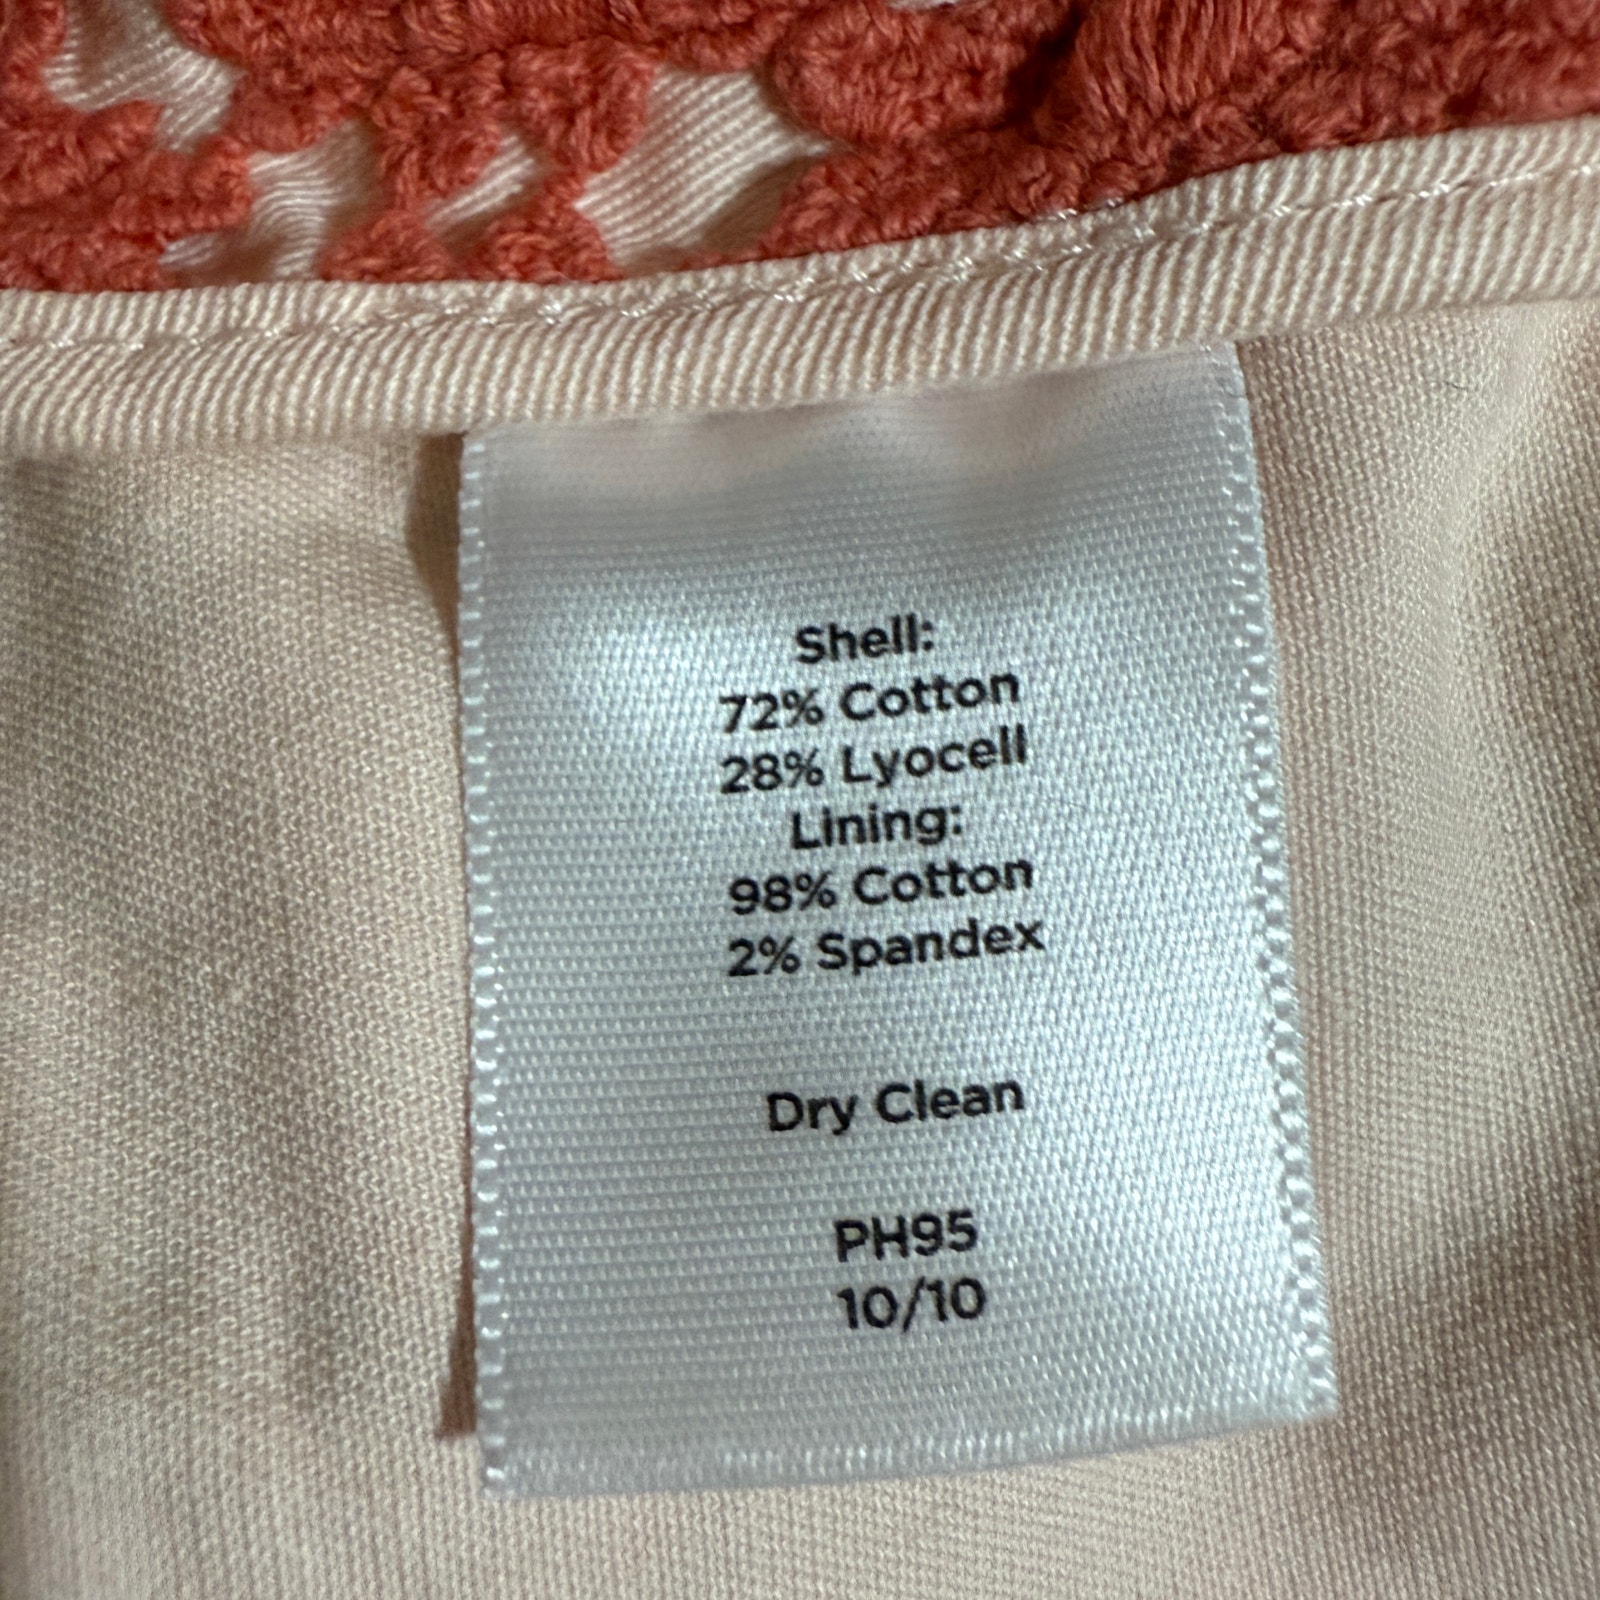 Shell:
72% Cotton
28% Lyocell
Lining:
98% Cotton
2% Spandex
Dry Clean
PH95
10/10